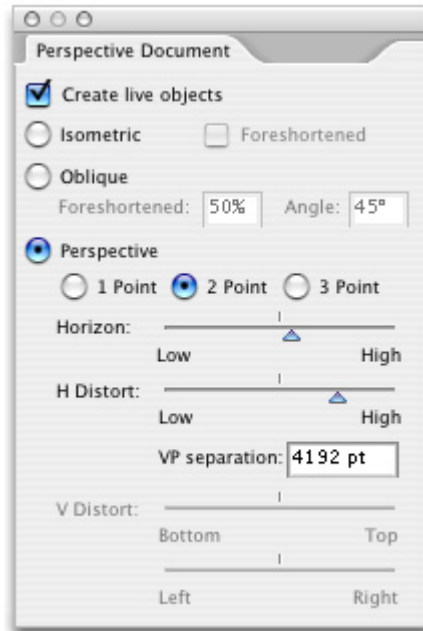 Perspective Document
Create live objects
Isometric Foreshortened
Oblique
Foreshortened: 50% Angle: 45°
Perspective
1 Point 2 Point 3 Point
Horizon:
Low High
H Distort:
Low High
VP separation: 4192 pt
V Distort:
Bottom Top
Left Right